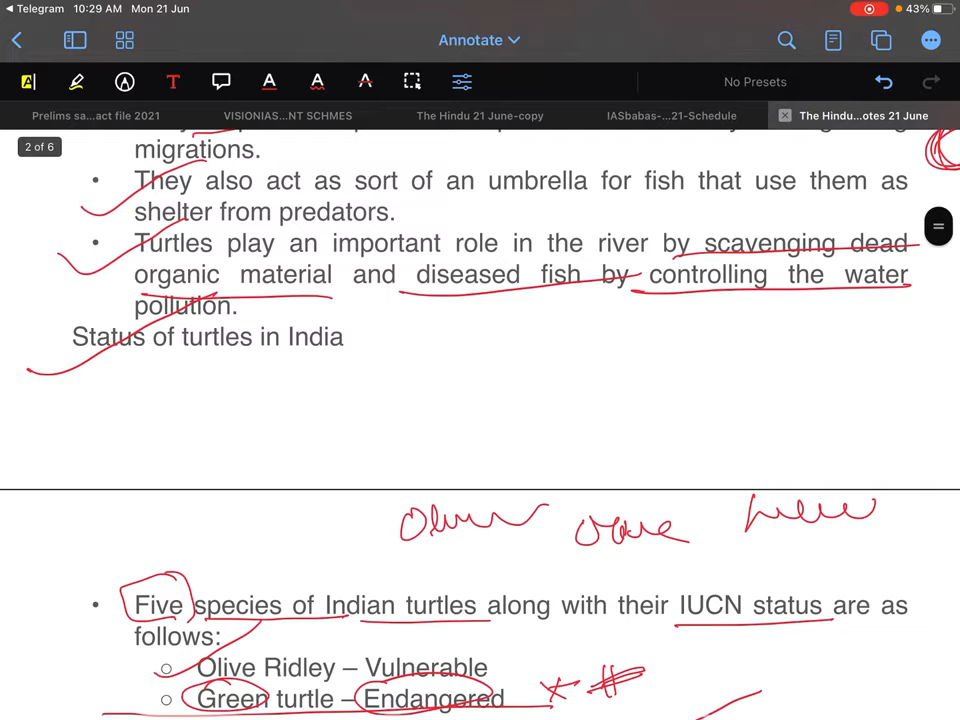 Telegram 10:29 AM Mon 21 Jun 43%
Annotate
No Presets
Prelims sa...act file 2021 VISIONIAS...NT SCHMES The Hindu 21 June-copy IASbabas-...21-Schedule The Hindu...otes 21 June
2 of 6
migrations.
• They also act as sort of an umbrella for fish that use them as
shelter from predators.
• Turtles play an important role in the river by scavenging dead
organic material and diseased fish by controlling the water
pollution.
Status of turtles in India
• Five species of Indian turtles along with their IUCN status are as
follows:
○ Olive Ridley – Vulnerable
○ Green turtle – Endangered